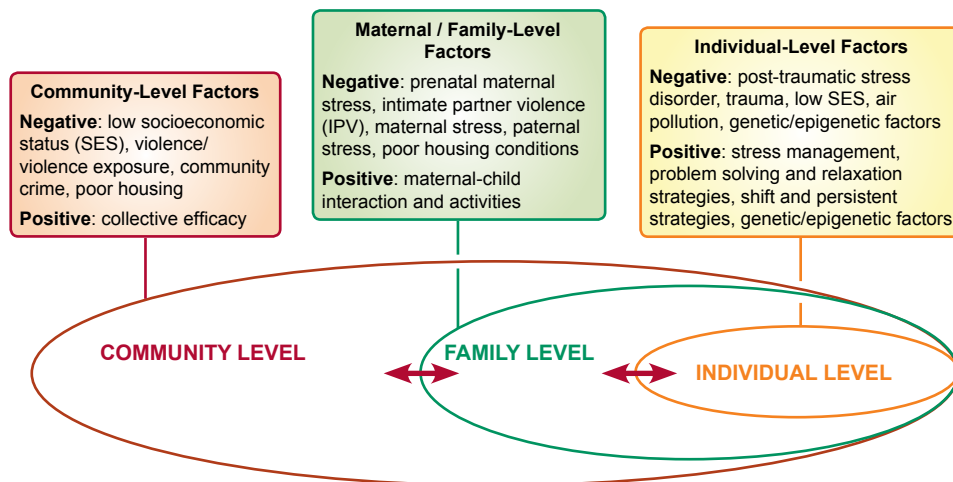 Community-Level Factors
Negative: low socioeconomic
status (SES), violence/
violence exposure, community
crime, poor housing
Positive: collective efficacy
Maternal / Family-Level
Factors
Negative: prenatal maternal
stress, intimate partner violence
(IPV), maternal stress, paternal
stress, poor housing conditions
Positive: maternal-child
interaction and activities
Individual-Level Factors
Negative: post-traumatic stress
disorder, trauma, low SES, air
pollution, genetic/epigenetic factors
Positive: stress management,
problem solving and relaxation
strategies, shift and persistent
strategies, genetic/epigenetic factors
COMMUNITY LEVEL
FAMILY LEVEL
INDIVIDUAL LEVEL